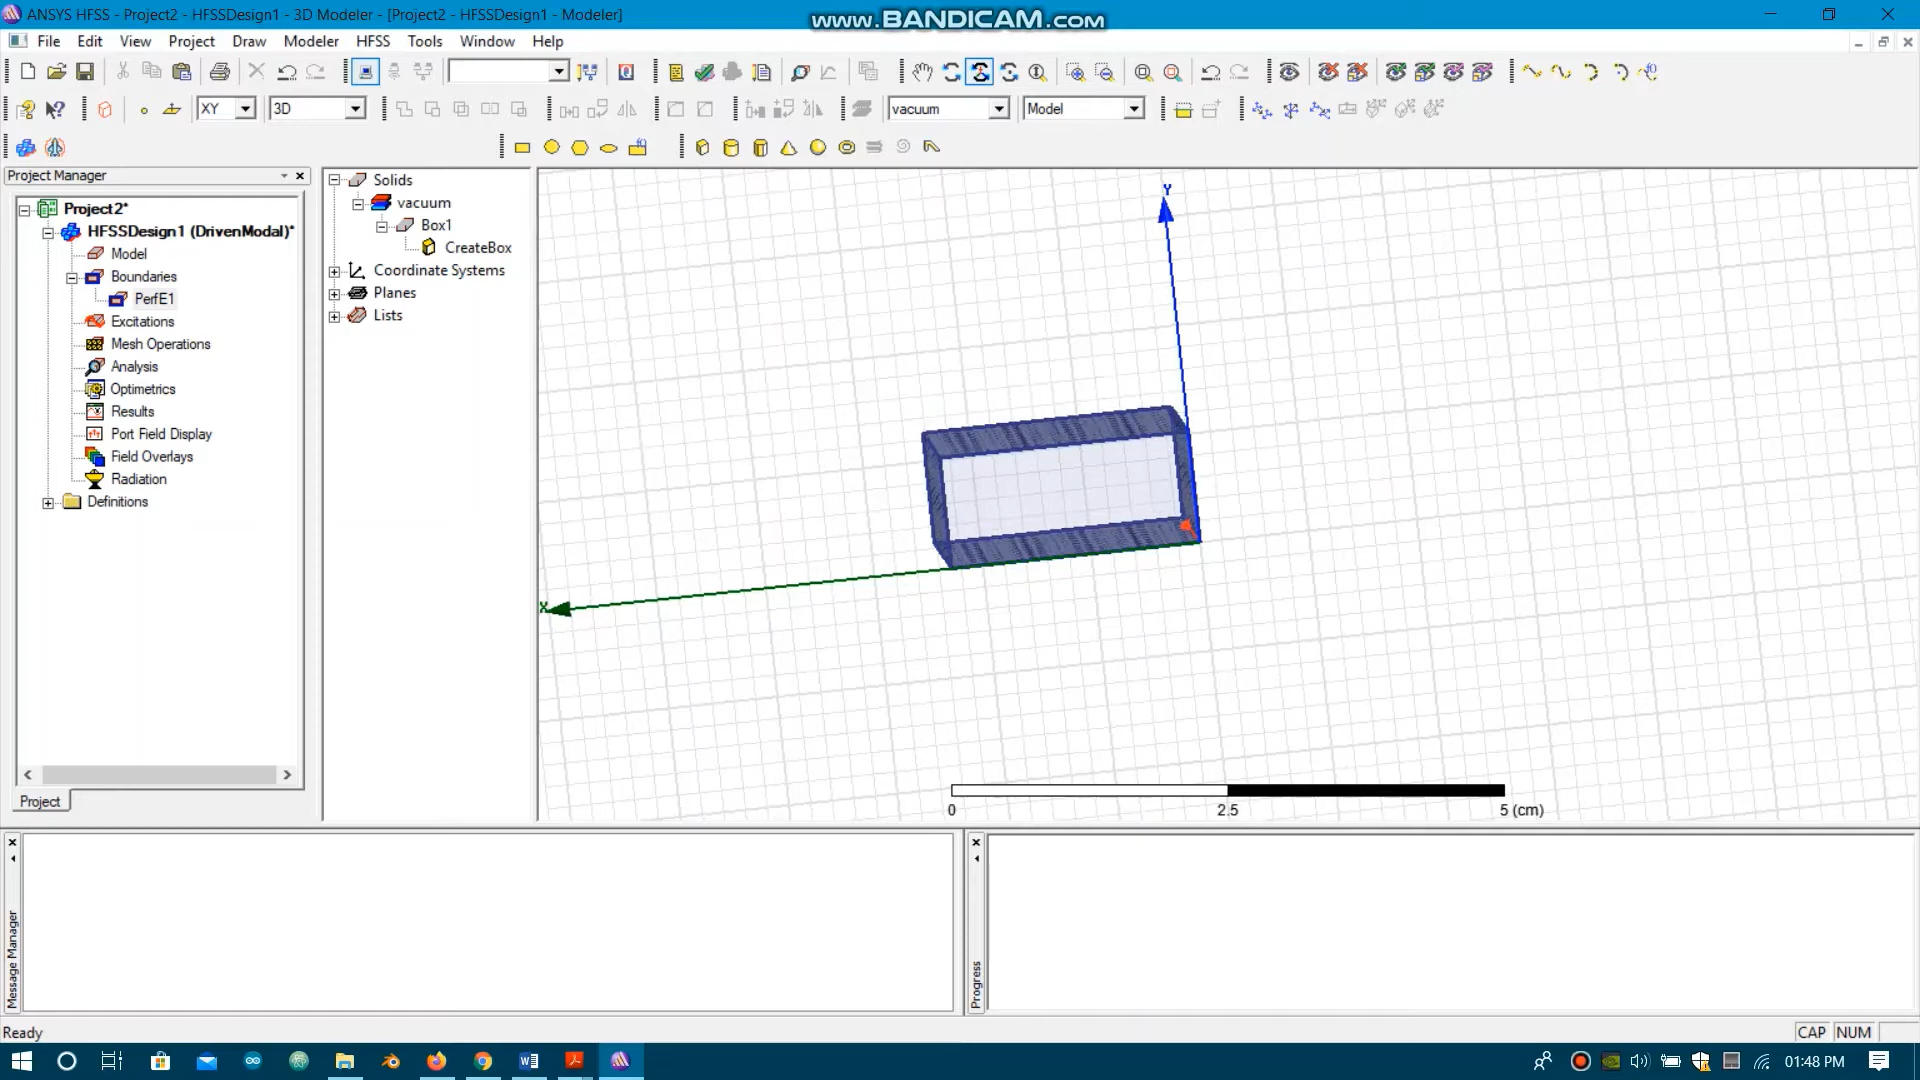 ANSYS HFSS - Project2 - HFSSDesign1 - 3D Modeler - [Project2 - HFSSDesign1 - Modeler]
www.BANDICAM.com
File Edit View Project Draw Modeler HFSS Tools Window Help
XY 3D vacuum Model
Project Manager
Project2*
HFSSDesign1 (DrivenModal)*
Model
Boundaries
PerfE1
Excitations
Mesh Operations
Analysis
Optimetrics
Results
Port Field Display
Field Overlays
Radiation
Definitions
Project
Solids
vacuum
Box1
CreateBox
Coordinate Systems
Planes
Lists
Y
X
0 2.5 5 (cm)
Message Manager
Progress
Ready
CAP NUM
01:48 PM